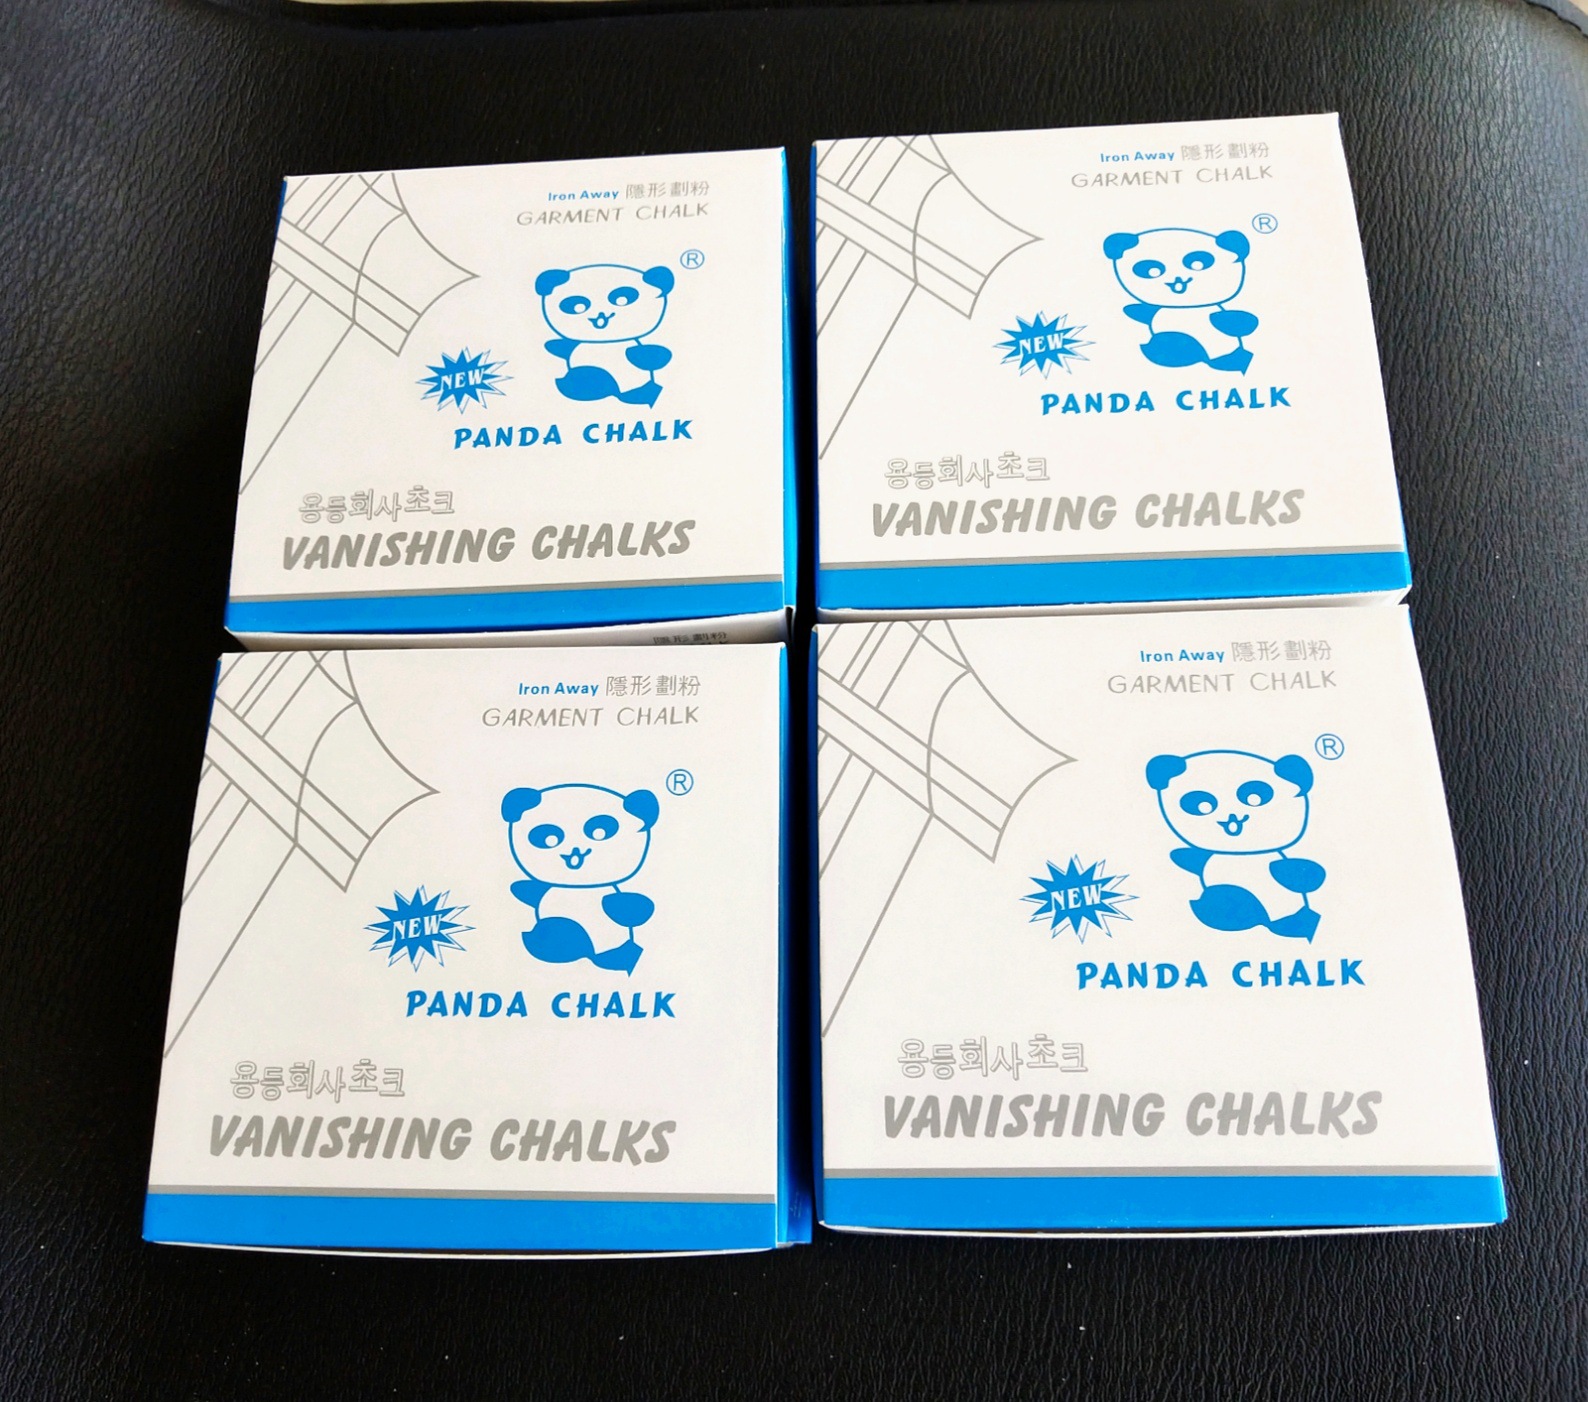 Iron Away 隱形劃粉
GARMENT CHALK
®
NEW
PANDA CHALK
용등회사초크
VANISHING CHALKS
Iron Away 隱形劃粉
GARMENT CHALK
®
NEW
PANDA CHALK
용등회사초크
VANISHING CHALKS
隱形劃粉
Iron Away 隱形劃粉
GARMENT CHALK
®
NEW
PANDA CHALK
용등회사초크
VANISHING CHALKS
Iron Away 隱形劃粉
GARMENT CHALK
®
NEW
PANDA CHALK
용등회사초크
VANISHING CHALKS